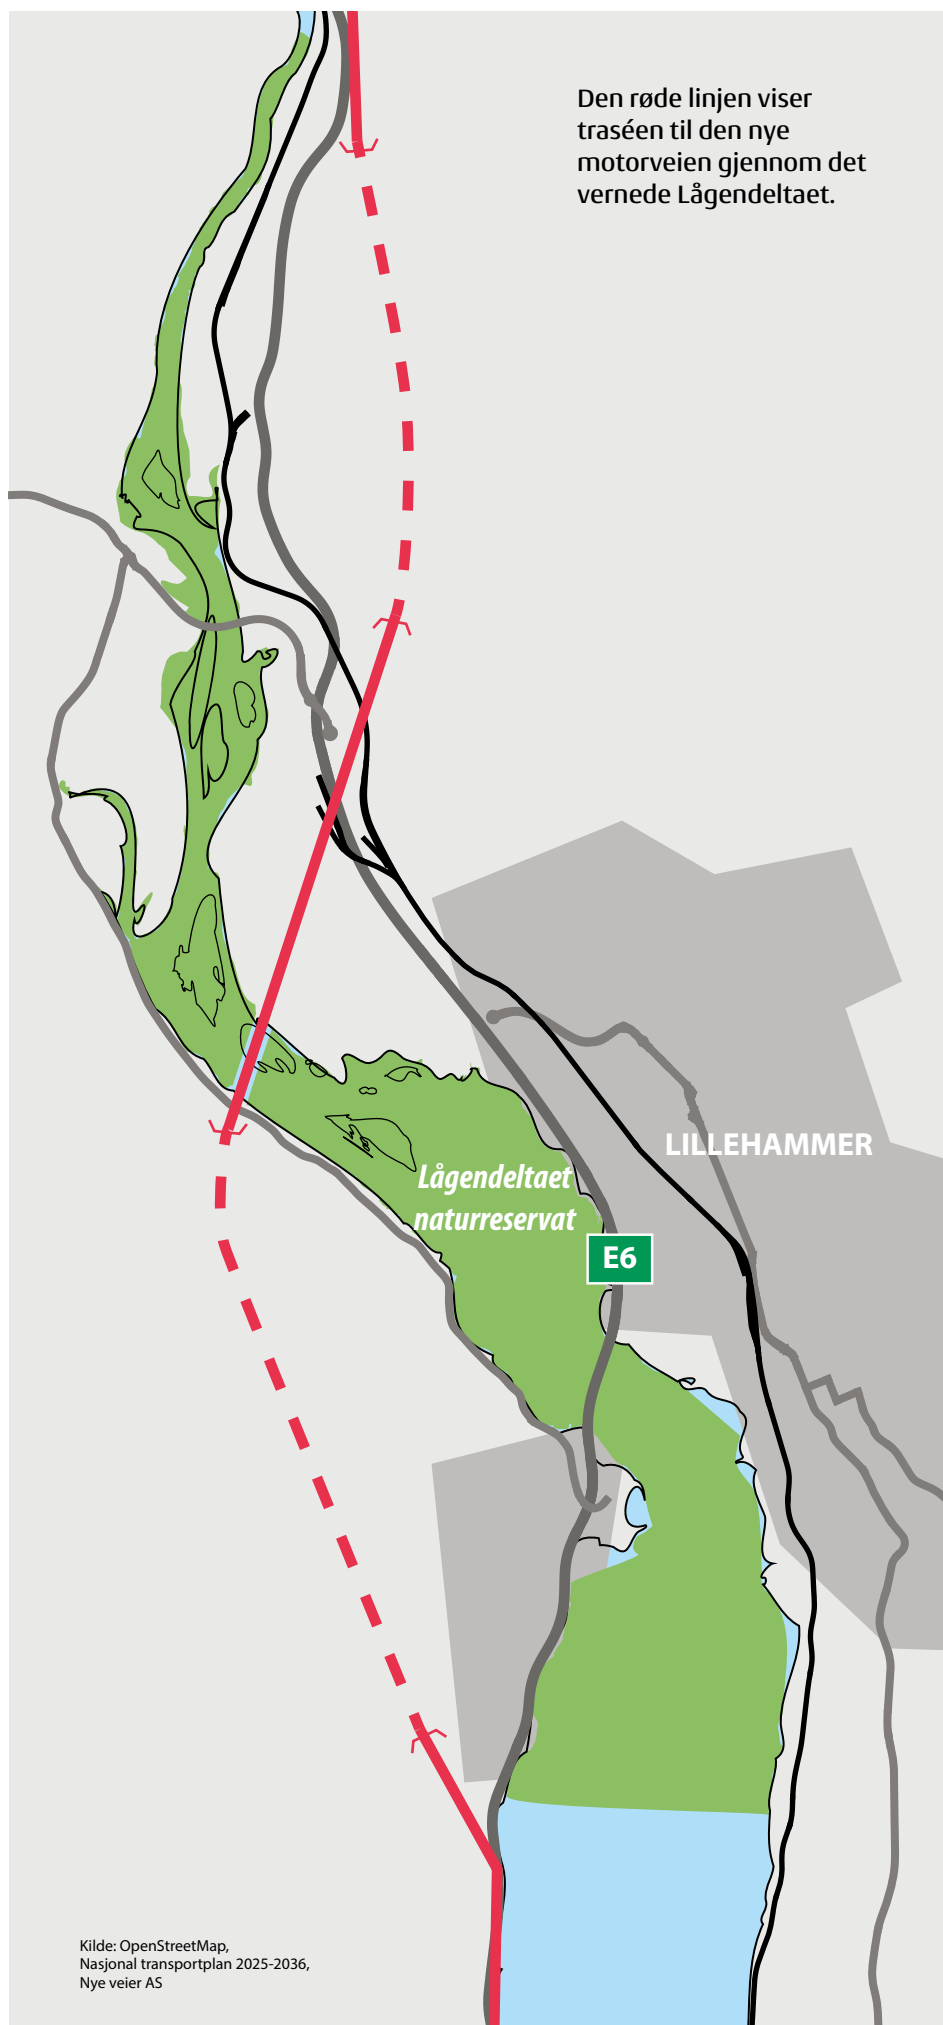 Den røde linjen viser
traséen til den nye
motorveien gjennom det
vernede Lågendeltaet.
LILLEHAMMER
Lågendeltaet
naturreservat
E6
Kilde: OpenStreetMap,
Nasjonal transportplan 2025-2036,
Nye veier AS